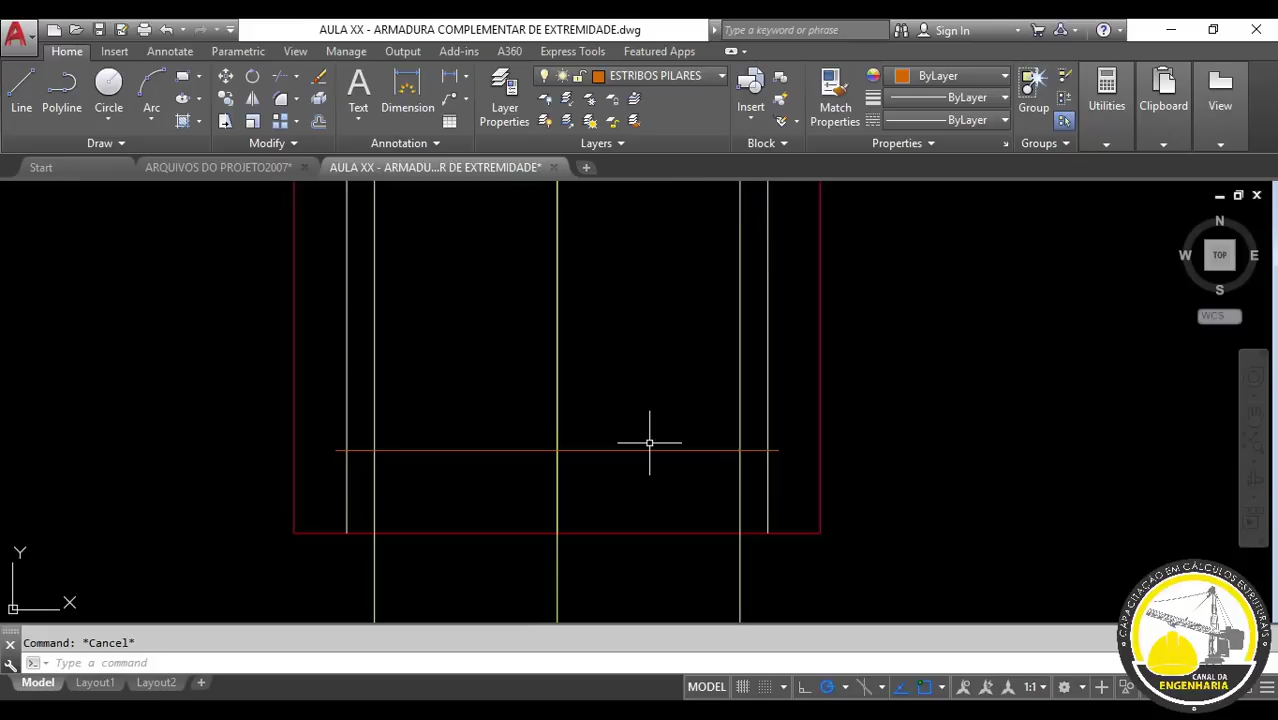 AULA XX - ARMADURA COMPLEMENTAR DE EXTREMIDADE.dwg
Type a keyword or phrase
Sign In
Home Insert Annotate Parametric View Manage Output Add-ins A360 Express Tools Featured Apps
ESTRIBOS PILARES
ByLayer
ByLayer
ByLayer
Line Polyline Circle Arc
Text Dimension
Layer Properties
Insert
Match Properties
Group
Utilities
Clipboard
View
Draw Modify Annotation Layers Block Properties Groups
Start
ARQUIVOS DO PROJETO2007*
AULA XX - ARMADU...R DE EXTREMIDADE*
N
W TOP E
S
WCS
Y
X
Command: *Cancel*
Type a command
Model Layout1 Layout2
MODEL
1:1
CAPACITAÇÃO EM CÁLCULOS ESTRUTURAIS
CANAL DA
ENGENHARIA